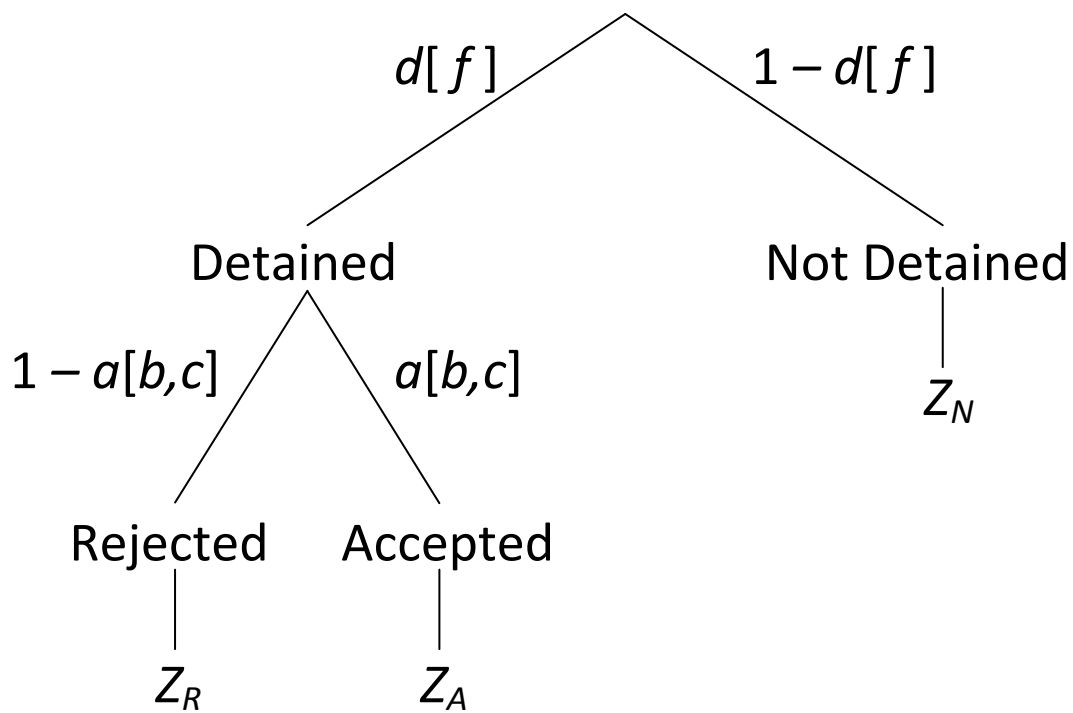 d[ f ]
1 – d[ f ]
Detained
Not Detained
1 – a[b,c]
a[b,c]
Z_N
Rejected
Accepted
Z_R
Z_A